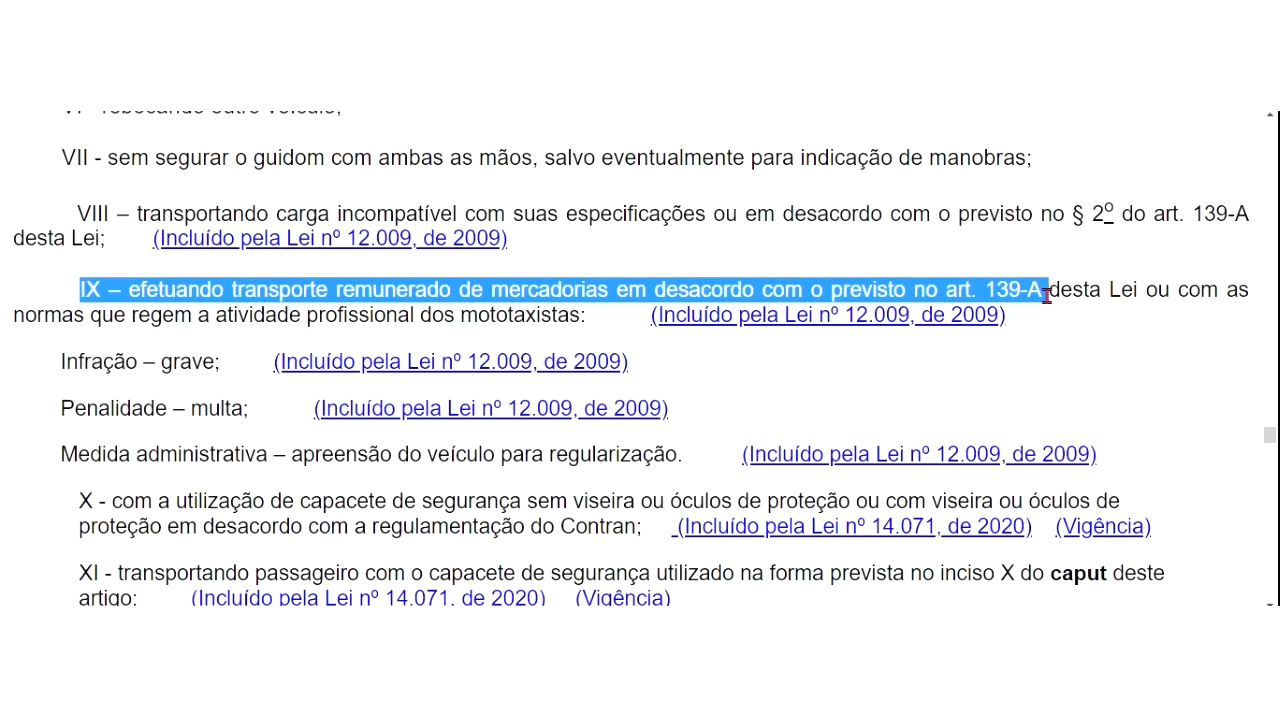 VI - rebocando outro veículo;
VII - sem segurar o guidom com ambas as mãos, salvo eventualmente para indicação de manobras;
VIII – transportando carga incompatível com suas especificações ou em desacordo com o previsto no § 2º do art. 139-A
desta Lei; (Incluído pela Lei nº 12.009, de 2009)
IX – efetuando transporte remunerado de mercadorias em desacordo com o previsto no art. 139-A desta Lei ou com as
normas que regem a atividade profissional dos mototaxistas: (Incluído pela Lei nº 12.009, de 2009)
Infração – grave; (Incluído pela Lei nº 12.009, de 2009)
Penalidade – multa; (Incluído pela Lei nº 12.009, de 2009)
Medida administrativa – apreensão do veículo para regularização. (Incluído pela Lei nº 12.009, de 2009)
X - com a utilização de capacete de segurança sem viseira ou óculos de proteção ou com viseira ou óculos de
proteção em desacordo com a regulamentação do Contran; (Incluído pela Lei nº 14.071, de 2020) (Vigência)
XI - transportando passageiro com o capacete de segurança utilizado na forma prevista no inciso X do caput deste
artigo: (Incluído pela Lei nº 14.071, de 2020) (Vigência)